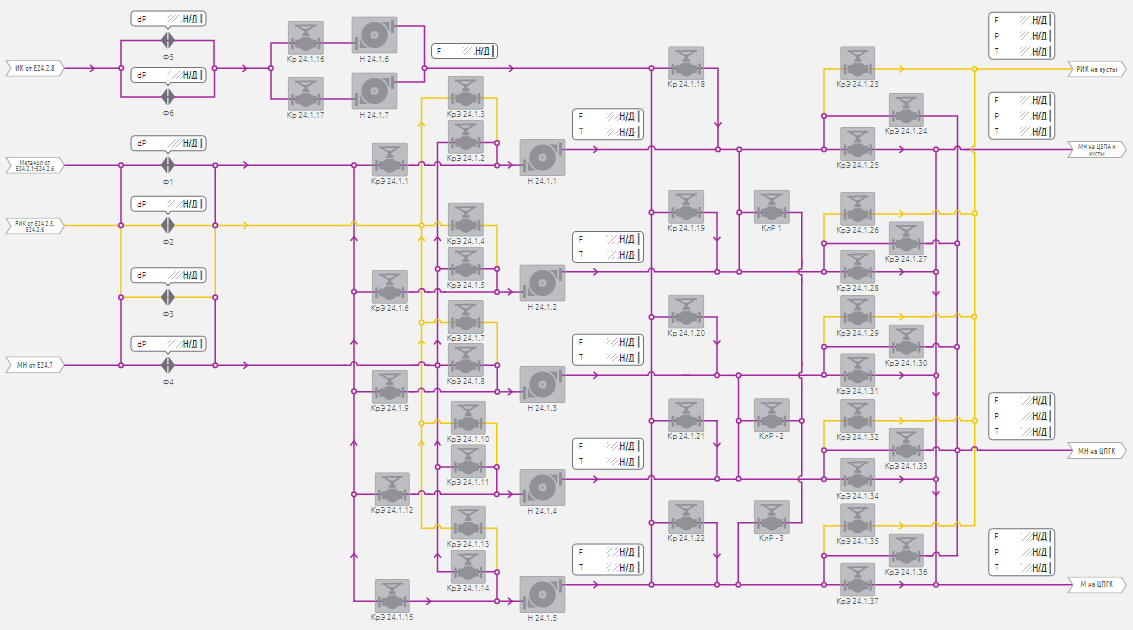 ИК от Е24.2.8
dP
Н/Д
Ф5
dP
Н/Д
Ф6
Кр 24.1.16
Кр 24.1.17
Н 24.1.6
Н 24.1.7
F
Н/Д
Метанол от
Е24.2.1-Е24.2.6
dP
Н/Д
Ф1
РИК от Е24.2.5,
Е24.2.6
dP
Н/Д
Ф2
dP
Н/Д
Ф3
МН от Е24.7
dP
Н/Д
Ф4
КрЭ 24.1.1
КрЭ 24.1.3
КрЭ 24.1.2
Н 24.1.1
КрЭ 24.1.4
КрЭ 24.1.5
КрЭ 24.1.6
Н 24.1.2
КрЭ 24.1.7
КрЭ 24.1.8
КрЭ 24.1.9
Н 24.1.3
КрЭ 24.1.10
КрЭ 24.1.11
КрЭ 24.1.12
Н 24.1.4
КрЭ 24.1.13
КрЭ 24.1.14
КрЭ 24.1.15
Н 24.1.5
F
Н/Д
T
Н/Д
F
Н/Д
T
Н/Д
F
Н/Д
T
Н/Д
F
Н/Д
T
Н/Д
F
Н/Д
T
Н/Д
Кр 24.1.18
Кр 24.1.19
Кр 24.1.20
Кр 24.1.21
Кр 24.1.22
КлР 1
КлР - 2
КлР - 3
КрЭ 24.1.23
КрЭ 24.1.24
КрЭ 24.1.25
КрЭ 24.1.26
КрЭ 24.1.27
КрЭ 24.1.28
КрЭ 24.1.29
КрЭ 24.1.30
КрЭ 24.1.31
КрЭ 24.1.32
КрЭ 24.1.33
КрЭ 24.1.34
КрЭ 24.1.35
КрЭ 24.1.36
КрЭ 24.1.37
F
Н/Д
P
Н/Д
T
Н/Д
РИК на кусты
F
Н/Д
P
Н/Д
T
Н/Д
МН на ЦВПА и
кусты
F
Н/Д
P
Н/Д
T
Н/Д
МН на ЦПГК
F
Н/Д
P
Н/Д
T
Н/Д
М на ЦПГК